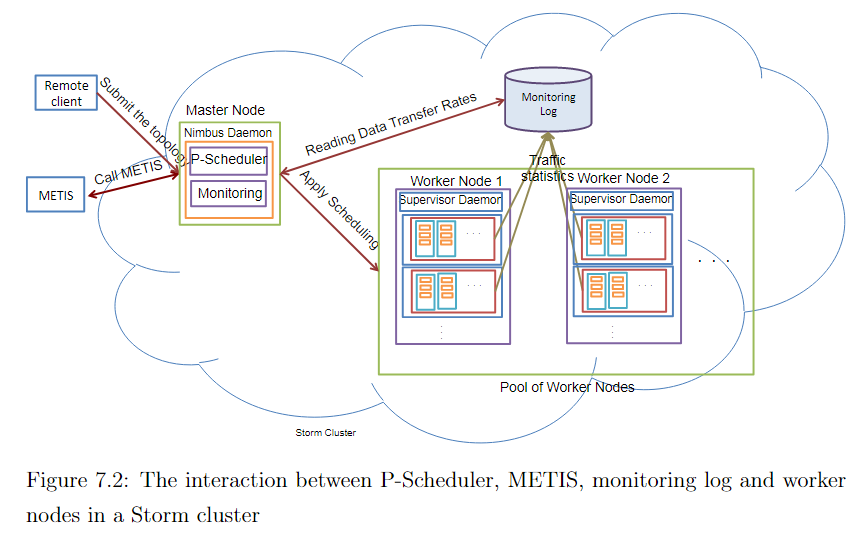 Remote
client
Submit the topology
Master Node
Nimbus Daemon
P-Scheduler
Monitoring
Call METIS
METIS
Reading Data Transfer Rates
Monitoring
Log
Traffic
statistics
Apply Scheduling
Worker Node 1
Supervisor Daemon
. . .
. . .
Worker Node 2
Supervisor Daemon
. . .
. . .
. . . .
Pool of Worker Nodes
Storm Cluster
Figure 7.2: The interaction between P-Scheduler, METIS, monitoring log and worker
nodes in a Storm cluster